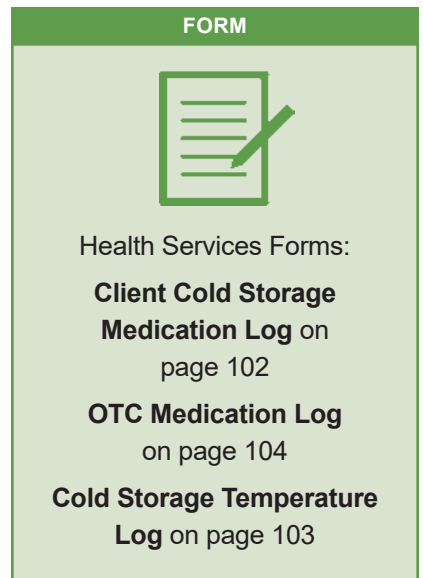 FORM
Health Services Forms:
Client Cold Storage
Medication Log on
page 102
OTC Medication Log
on page 104
Cold Storage Temperature
Log on page 103